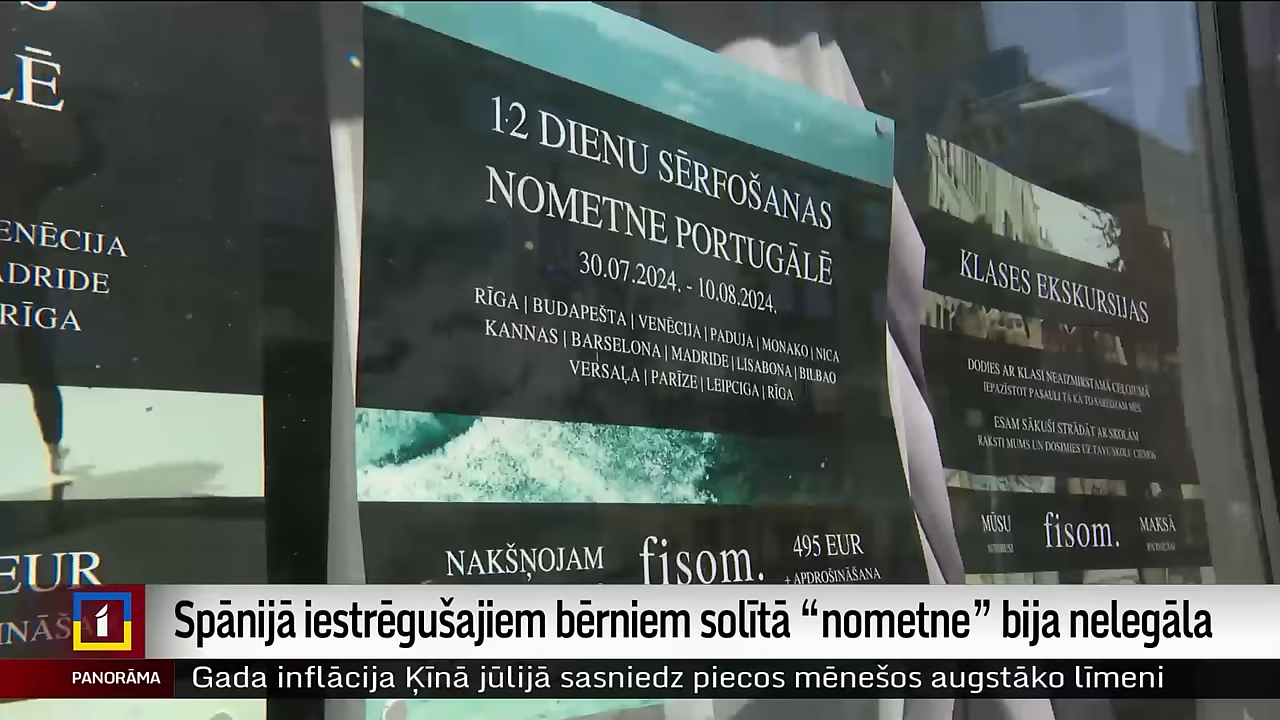 LĒ
ENĒCIJA
ADRIDE
RĪGA
EUR
12 DIENU SĒRFOŠANAS
NOMETNE PORTUGĀLĒ
30.07.2024. - 10.08.2024.
RĪGA | BUDAPEŠTA | VENĒCIJA | PADUJA | MONAKO | NICA
KANNAS | BARSELONA | MADRIDE | LISABONA | BILBAO
VERSAĻA | PARĪZE | LEIPCIGA | RĪGA
NAKŠŅOJAM
fisom.
495 EUR
+ APDROŠINĀŠANA
KLASES EKSKURSIJAS
DODIES AR KLASI NEAIZMIRSTAMĀ CEĻOJUMĀ
IEPAZĪSTOT PASAULI TĀ KĀ TO SAREDZAM MĒS
ESAM SĀKUŠI STRĀDĀT AR SKOLĀM
RAKSTI MUMS UN DOSIMIES UZ TAVU SKOLU CIEMOS
MŪSU
fisom.
MAKSĀ
1
Spānijā iestrēgušajiem bērniem solītā “nometne” bija nelegāla
PANORĀMA
Gada inflācija Ķīnā jūlijā sasniedz piecos mēnešos augstāko līmeni